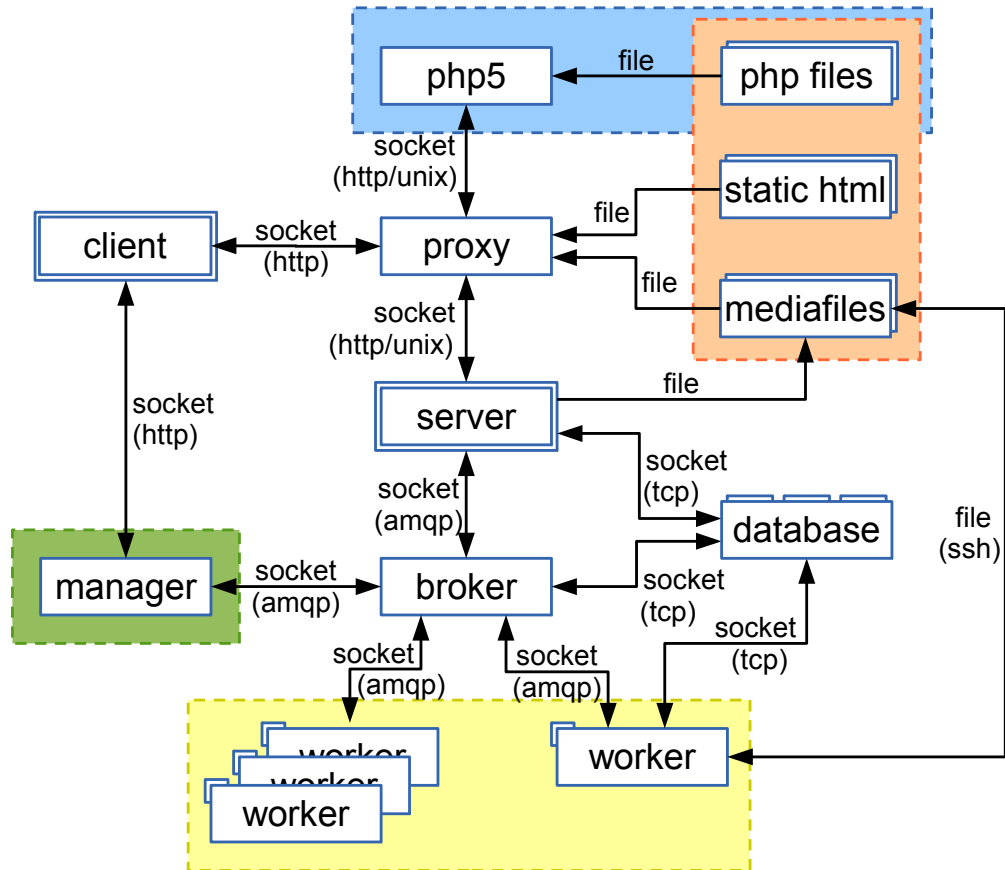 php5
file
php files
socket
(http/unix)
static html
file
client
socket
(http)
proxy
file
mediafiles
socket
(http/unix)
file
server
socket
(http)
socket
(tcp)
socket
(amqp)
database
file
(ssh)
manager
socket
(amqp)
broker
socket
(tcp)
socket
(tcp)
socket
(amqp)
socket
(amqp)
worker
worker
worker
worker